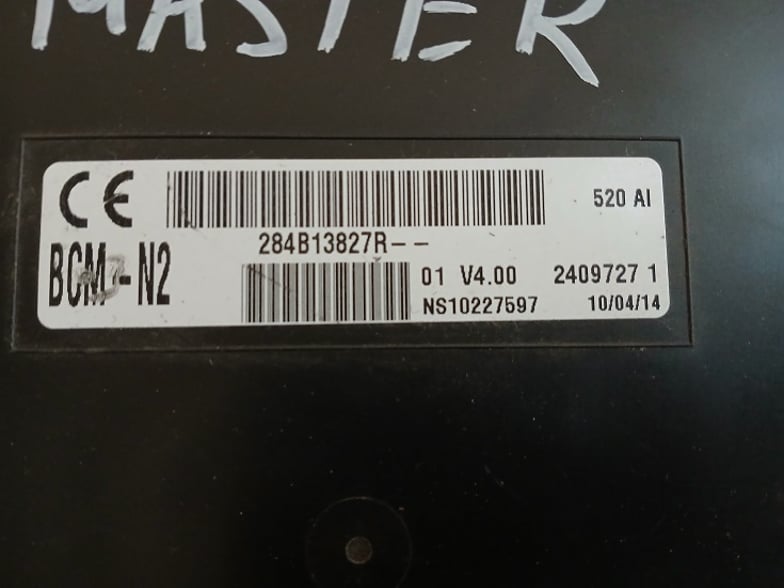 MASTER
CE
520 AI
284B13827R--
BCM-N2
01 V4.00 2409727 1
NS10227597 10/04/14